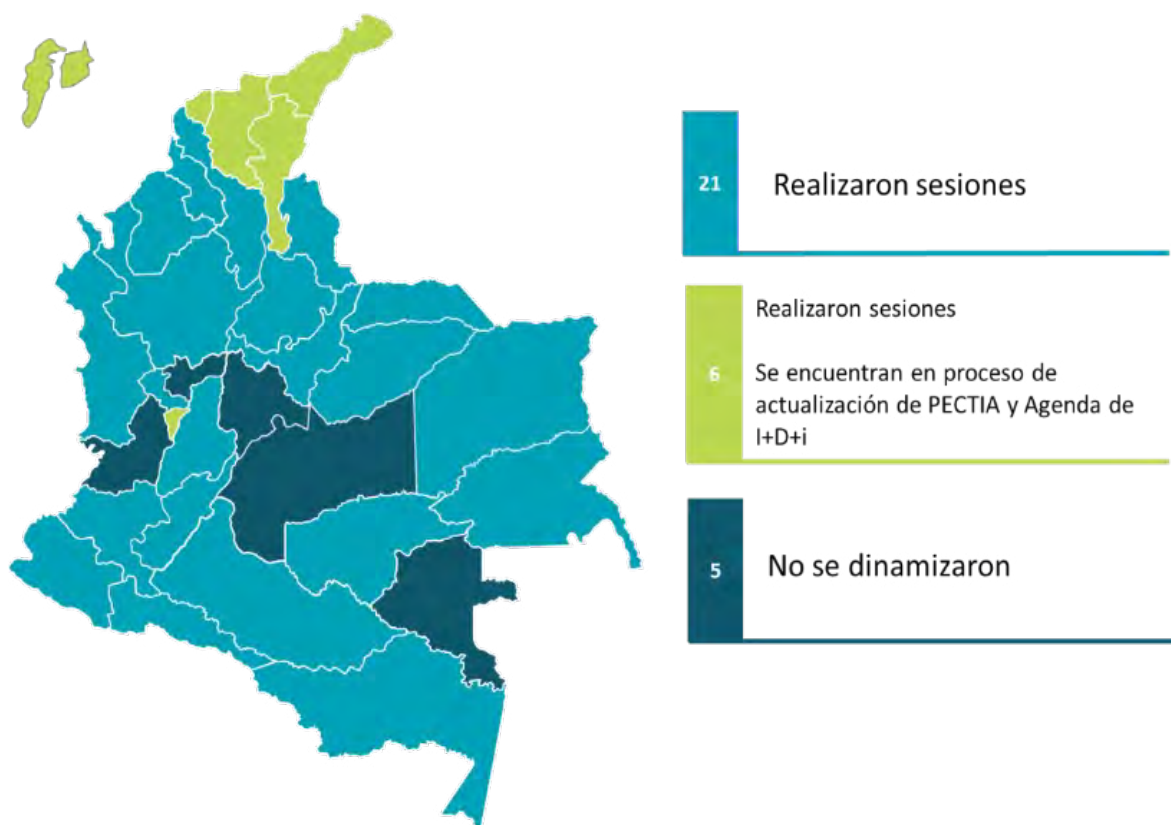 21
Realizaron sesiones
Realizaron sesiones
6
Se encuentran en proceso de
actualización de PECTIA y Agenda de
I+D+i
5
No se dinamizaron